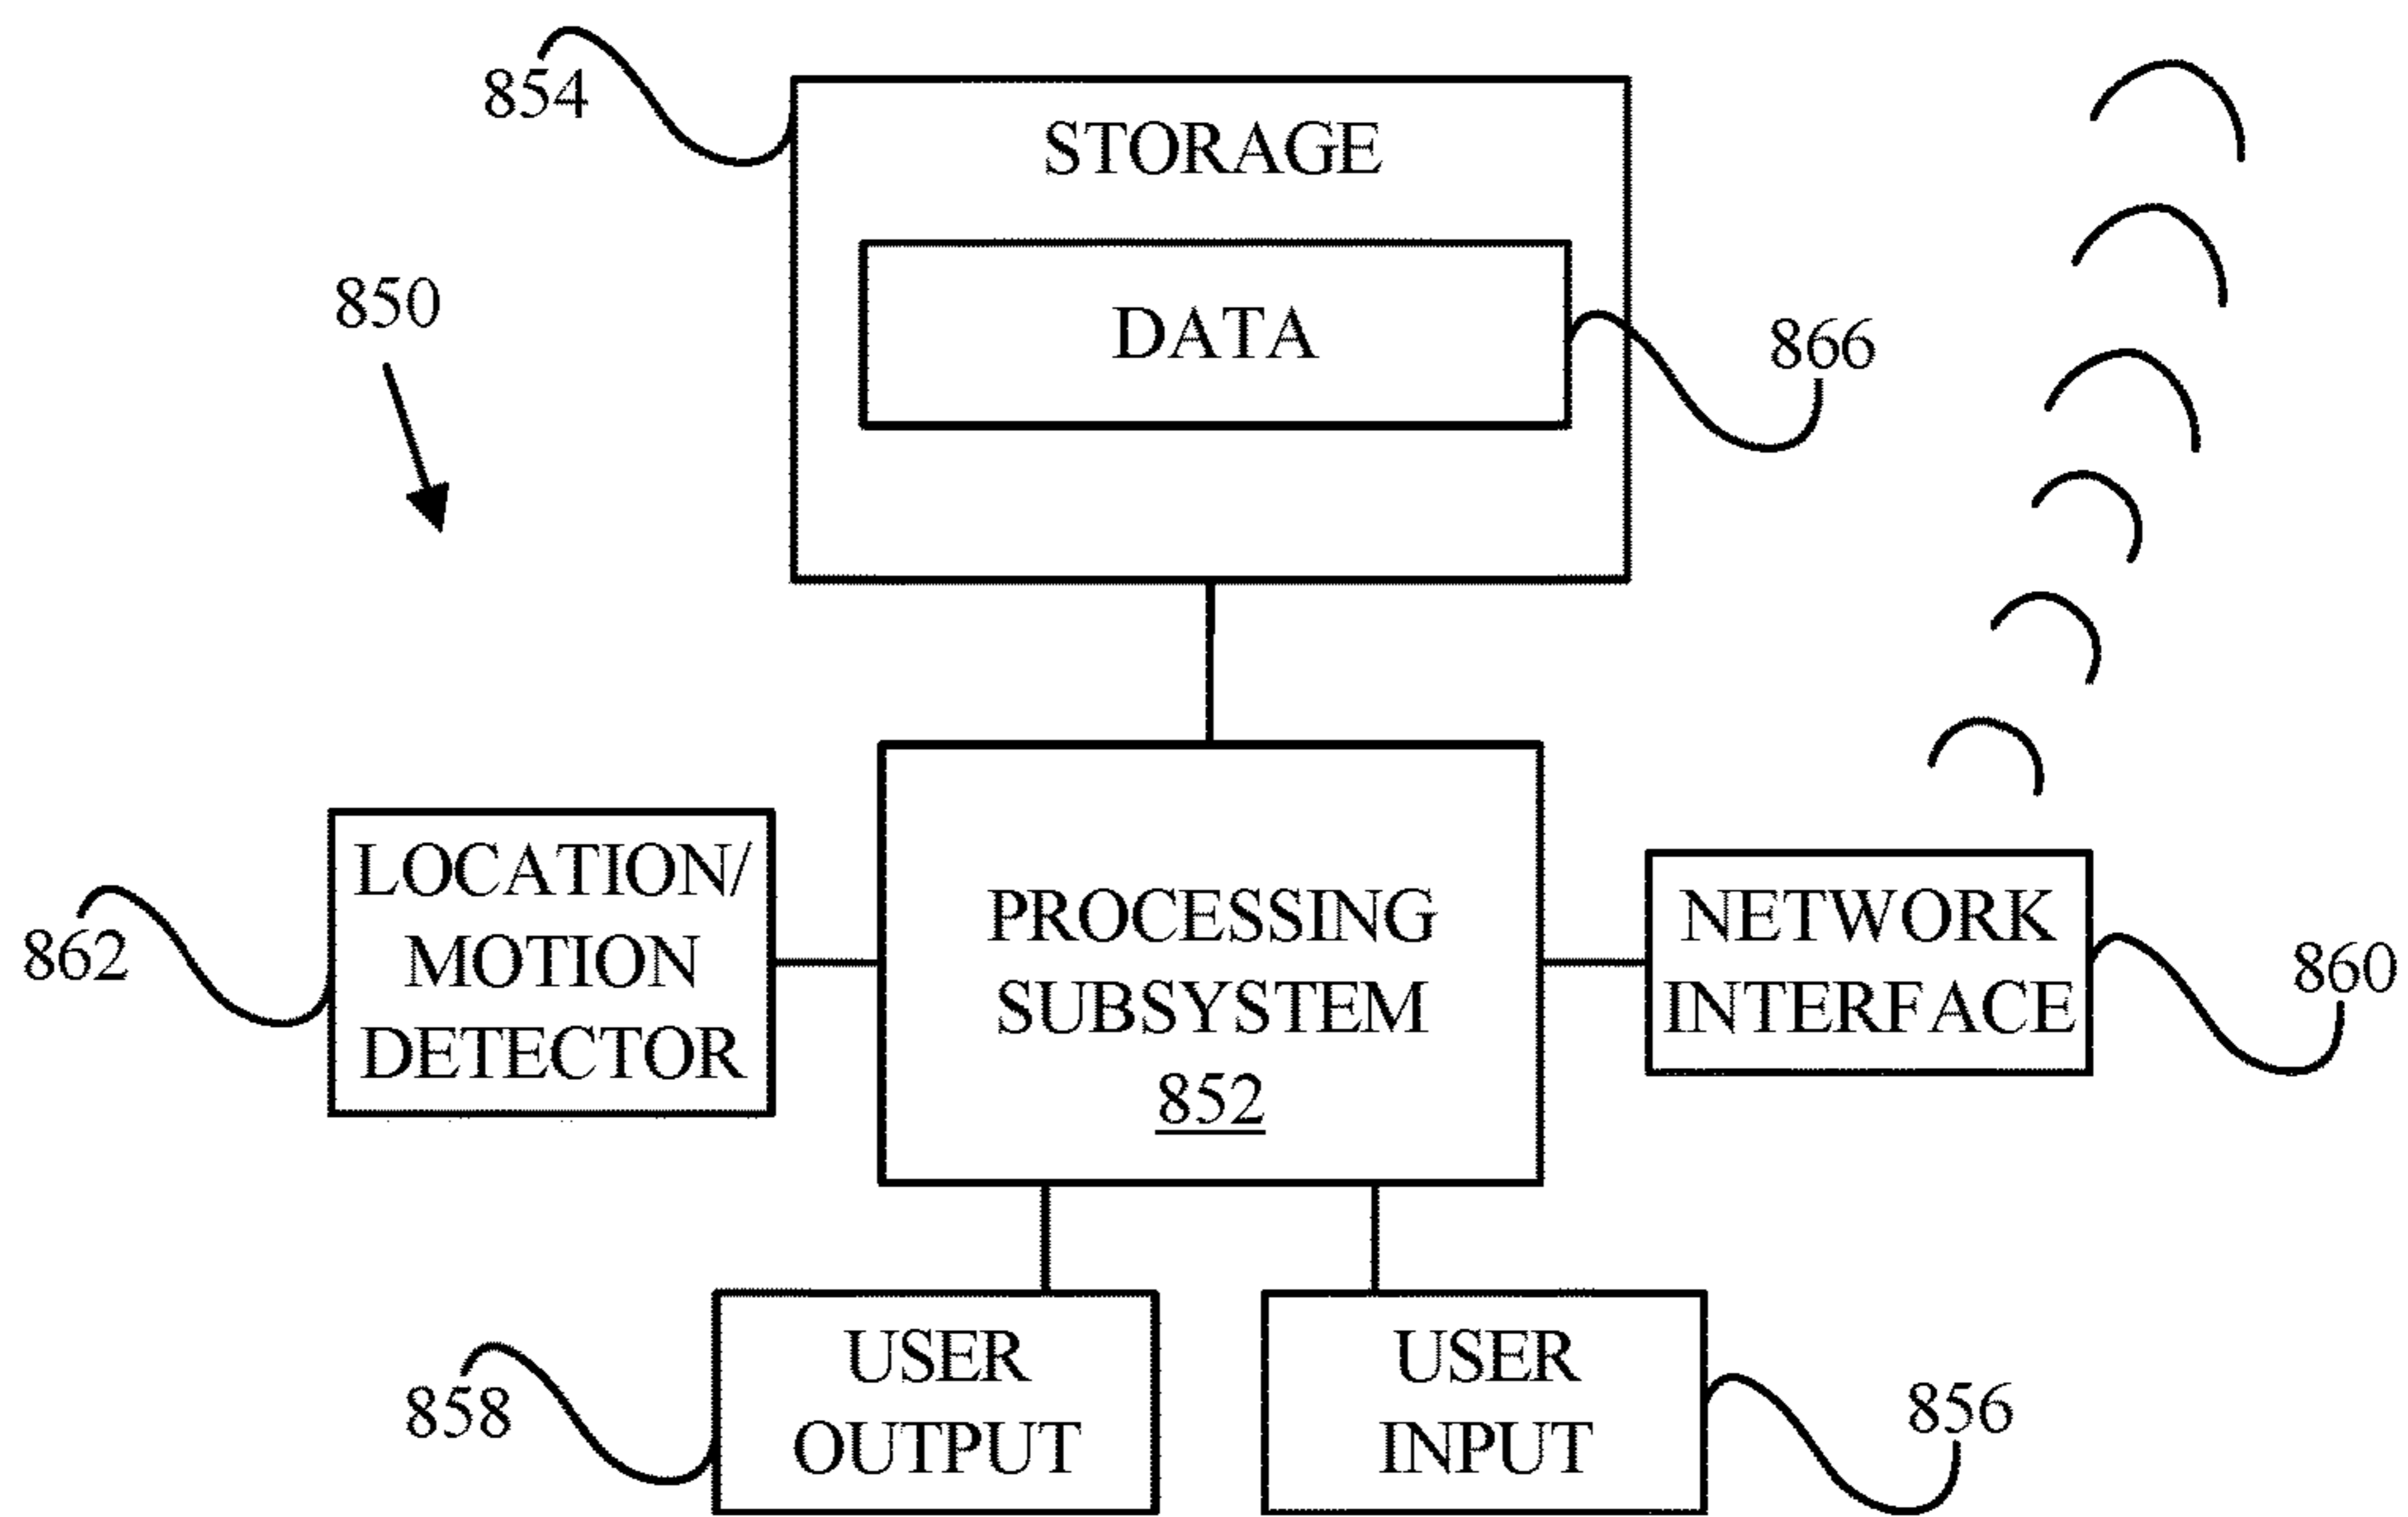 854
STORAGE
850
DATA
866
LOCATION/
MOTION
DETECTOR
862
PROCESSING
SUBSYSTEM
852
NETWORK
INTERFACE
860
USER
OUTPUT
858
USER
INPUT
856